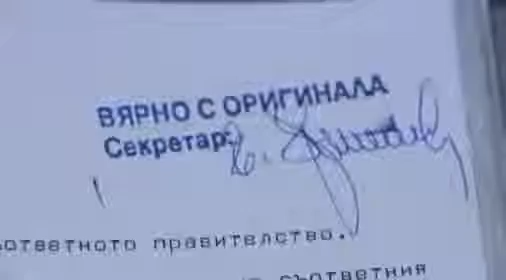 ВЯРНО С ОРИГИНАЛА
Секретар:
ответното правителство.
съответния